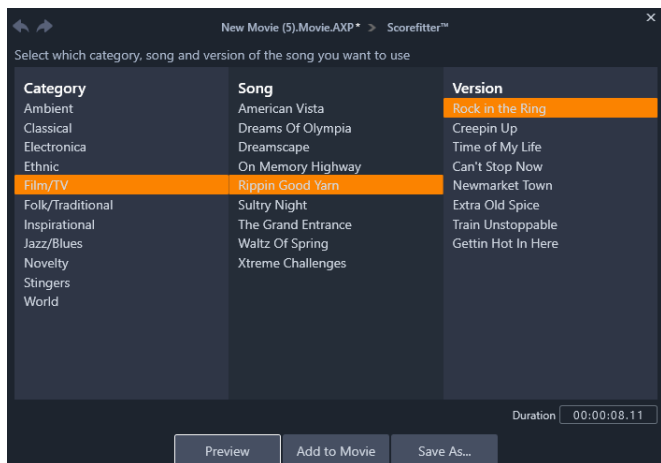 New Movie (5).Movie.AXP* > Scorefitter™
Select which category, song and version of the song you want to use
Category
Ambient
Classical
Electronica
Ethnic
Film/TV
Folk/Traditional
Inspirational
Jazz/Blues
Novelty
Stingers
World
Song
American Vista
Dreams Of Olympia
Dreamscape
On Memory Highway
Rippin Good Yarn
Sultry Night
The Grand Entrance
Waltz Of Spring
Xtreme Challenges
Version
Rock in the Ring
Creepin Up
Time of My Life
Can't Stop Now
Newmarket Town
Extra Old Spice
Train Unstoppable
Gettin Hot In Here
Duration 00:00:08.11
Preview Add to Movie Save As...